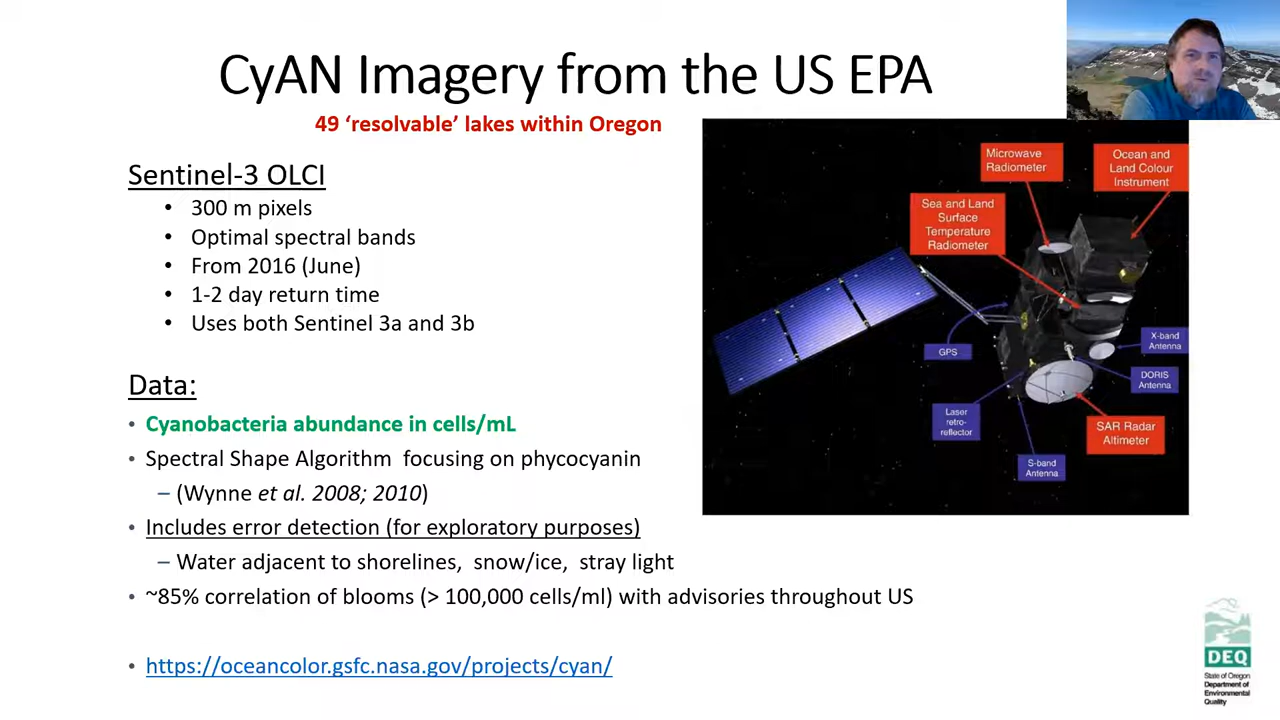 CyAN Imagery from the US EPA
49 ‘resolvable’ lakes within Oregon
Sentinel-3 OLCI
• 300 m pixels
• Optimal spectral bands
• From 2016 (June)
• 1-2 day return time
• Uses both Sentinel 3a and 3b
Data:
• Cyanobacteria abundance in cells/mL
• Spectral Shape Algorithm focusing on phycocyanin
– (Wynne et al. 2008; 2010)
• Includes error detection (for exploratory purposes)
– Water adjacent to shorelines, snow/ice, stray light
• ~85% correlation of blooms (> 100,000 cells/ml) with advisories throughout US
• https://oceancolor.gsfc.nasa.gov/projects/cyan/
Microwave
Radiometer
Ocean and
Land Colour
Instrument
Sea and Land
Surface
Temperature
Radiometer
GPS
X-band
Antenna
DORIS
Antenna
Laser
retro-
reflector
SAR Radar
Altimeter
S-band
Antenna
DEQ
State of Oregon
Department of
Environmental
Quality